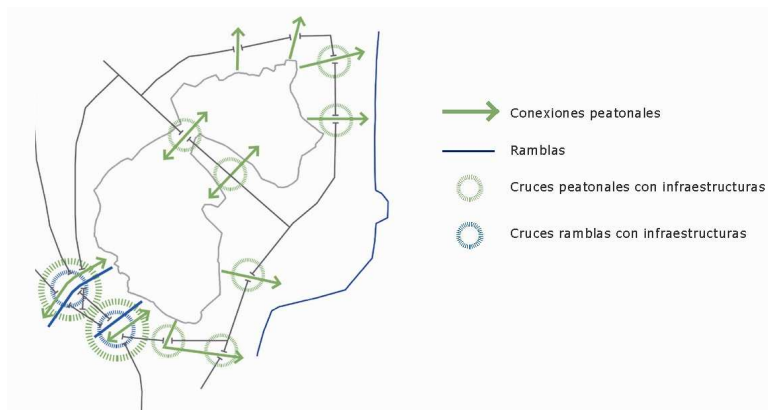 Conexiones peatonales
Ramblas
Cruces peatonales con infraestructuras
Cruces ramblas con infraestructuras